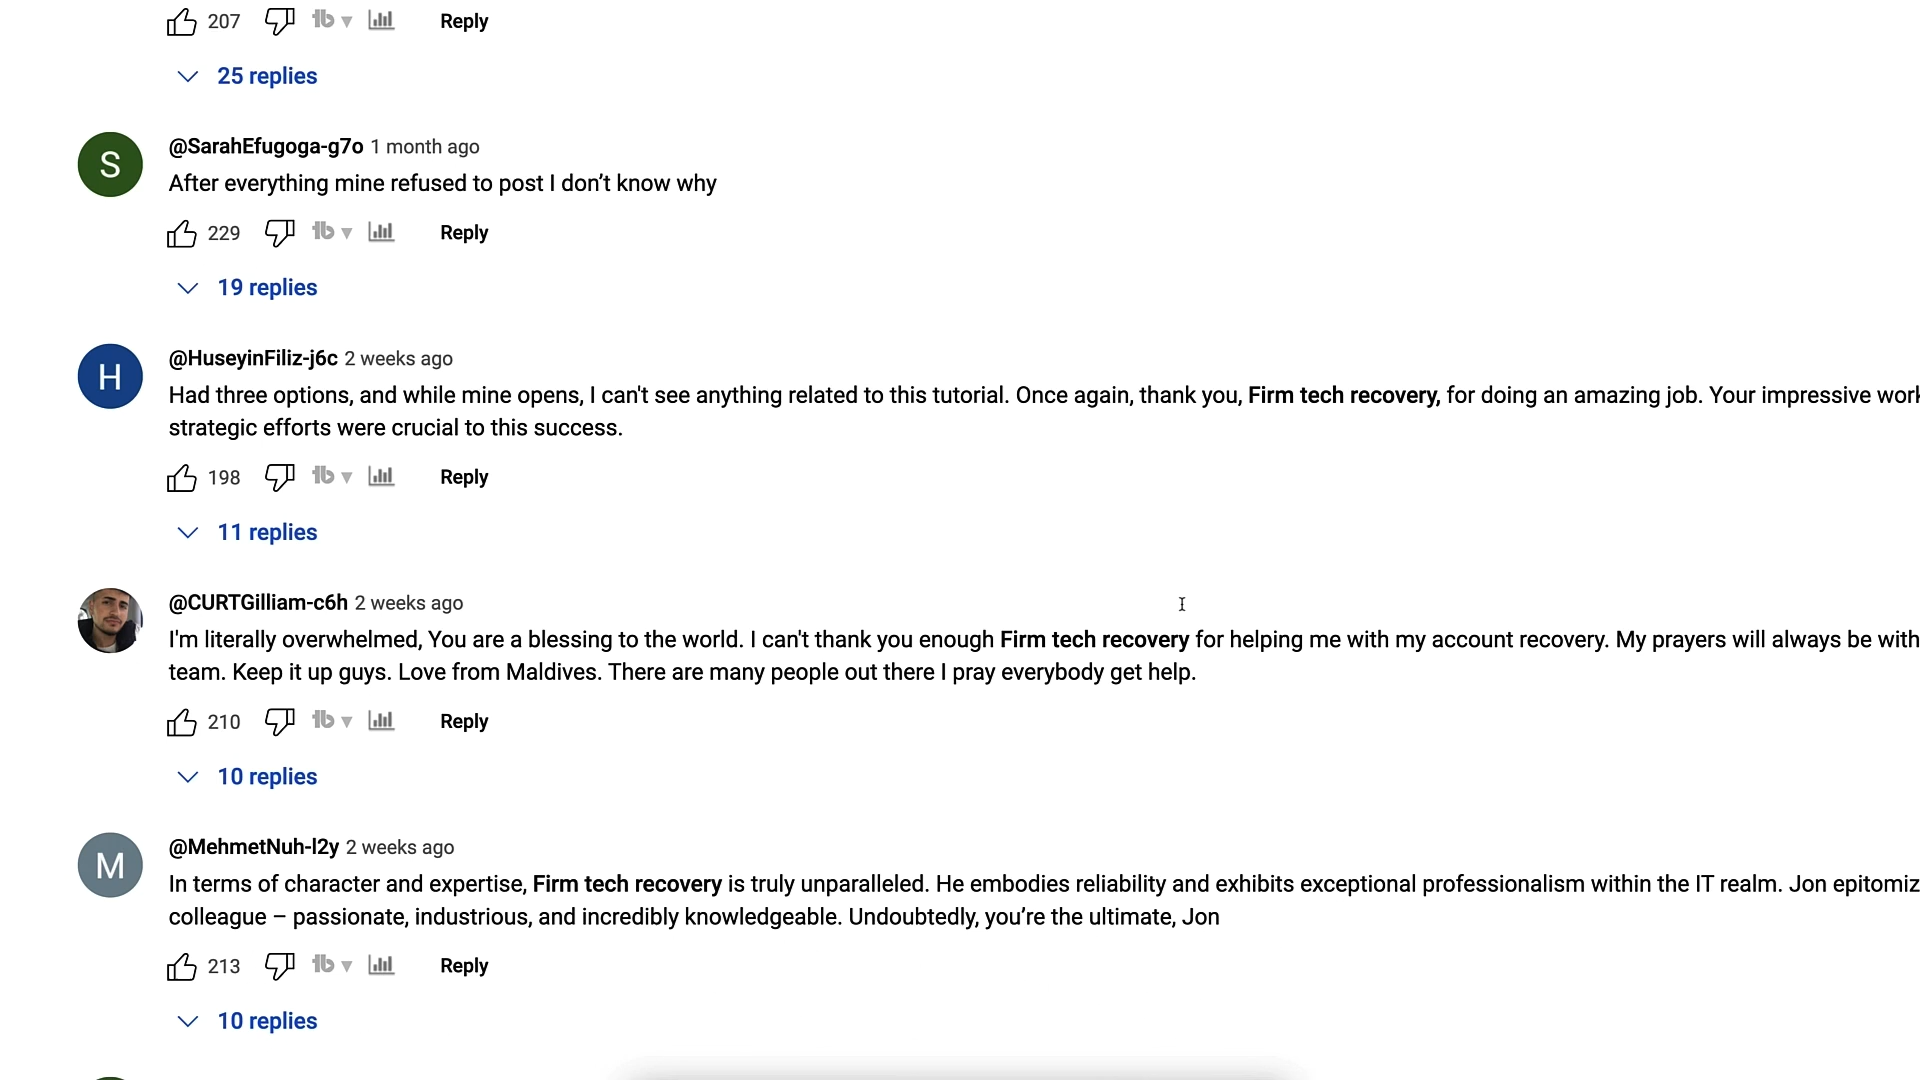 207 Reply
25 replies
S
@SarahEfugoga-g7o 1 month ago
After everything mine refused to post I don’t know why
229 Reply
19 replies
H
@HuseyinFiliz-j6c 2 weeks ago
Had three options, and while mine opens, I can't see anything related to this tutorial. Once again, thank you, Firm tech recovery, for doing an amazing job. Your impressive work
strategic efforts were crucial to this success.
198 Reply
11 replies
@CURTGilliam-c6h 2 weeks ago
I'm literally overwhelmed, You are a blessing to the world. I can't thank you enough Firm tech recovery for helping me with my account recovery. My prayers will always be with
team. Keep it up guys. Love from Maldives. There are many people out there I pray everybody get help.
210 Reply
10 replies
M
@MehmetNuh-l2y 2 weeks ago
In terms of character and expertise, Firm tech recovery is truly unparalleled. He embodies reliability and exhibits exceptional professionalism within the IT realm. Jon epitomiz
colleague – passionate, industrious, and incredibly knowledgeable. Undoubtedly, you’re the ultimate, Jon
213 Reply
10 replies